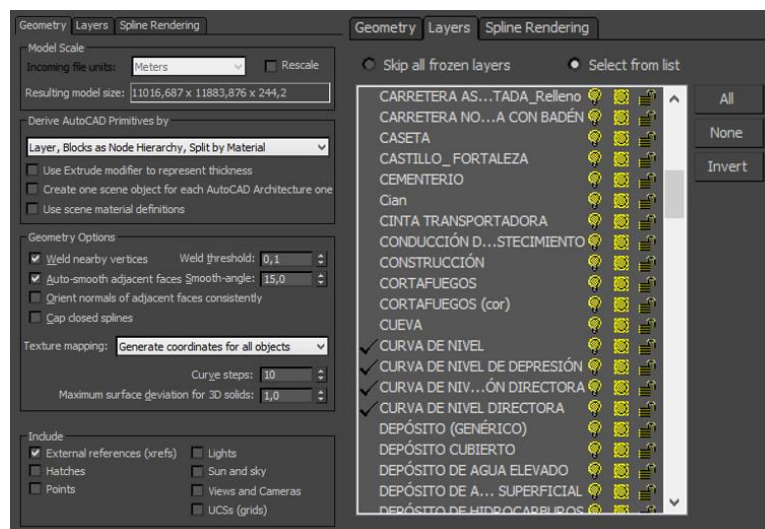 Geometry Layers Spline Rendering
Model Scale
Incoming file units: Meters Rescale
Resulting model size: 11016,687 x 11883,876 x 244,2
Derive AutoCAD Primitives by
Layer, Blocks as Node Hierarchy, Split by Material
Use Extrude modifier to represent thickness
Create one scene object for each AutoCAD Architecture one
Use scene material definitions
Geometry Options
Weld nearby vertices Weld threshold: 0,1
Auto-smooth adjacent faces Smooth-angle: 15,0
Orient normals of adjacent faces consistently
Cap closed splines
Texture mapping: Generate coordinates for all objects
Curve steps: 10
Maximum surface deviation for 3D solids: 1,0
Include
External references (xrefs) Lights
Hatches Sun and sky
Points Views and Cameras
UCSs (grids)
Geometry Layers Spline Rendering
Skip all frozen layers Select from list
CARRETERA AS...TADA_Relleno
CARRETERA NO...A CON BADÉN
CASETA
CASTILLO_ FORTALEZA
CEMENTERIO
Cian
CINTA TRANSPORTADORA
CONDUCCIÓN D...STECIMIENTO
CONSTRUCCIÓN
CORTAFUEGOS
CORTAFUEGOS (cor)
CUEVA
CURVA DE NIVEL
CURVA DE NIVEL DE DEPRESIÓN
CURVA DE NIV...ÓN DIRECTORA
CURVA DE NIVEL DIRECTORA
DEPÓSITO (GENÉRICO)
DEPÓSITO CUBIERTO
DEPÓSITO DE AGUA ELEVADO
DEPÓSITO DE A... SUPERFICIAL
DEPÓSITO DE HIDROCARBUROS
All
None
Invert